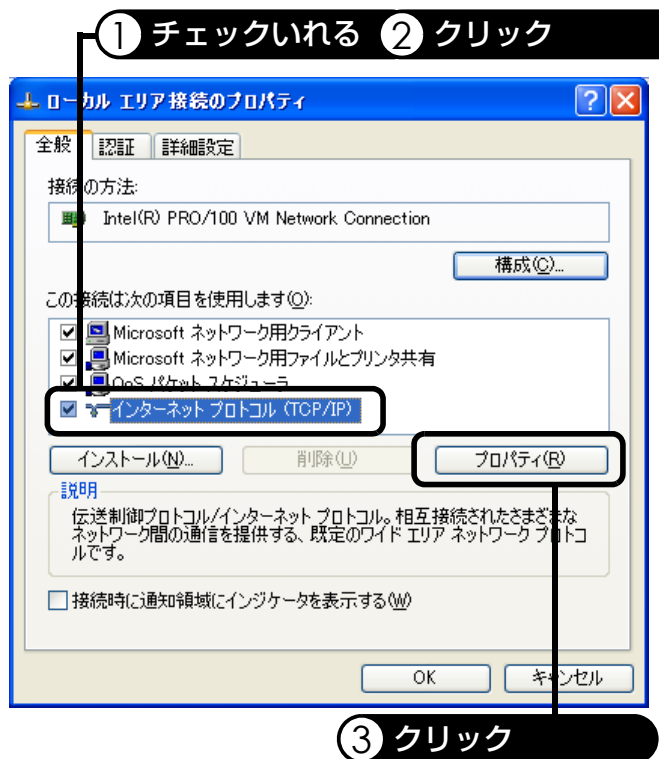 ① チェックいれる ② クリック
ローカル エリア接続のプロパティ
全般 認証 詳細設定
接続の方法:
Intel(R) PRO/100 VM Network Connection
構成(C)...
この接続は次の項目を使用します(O):
Microsoft ネットワーク用クライアント
Microsoft ネットワーク用ファイルとプリンタ共有
QoS パケット スケジューラ
インターネット プロトコル (TCP/IP)
インストール(N)... 削除(U) プロパティ(R)
説明
伝送制御プロトコル/インターネット プロトコル。相互接続されたさまざまな
ネットワーク間の通信を提供する、既定のワイド エリア ネットワーク プロトコ
ルです。
接続時に通知領域にインジケータを表示する(W)
OK キャンセル
③ クリック